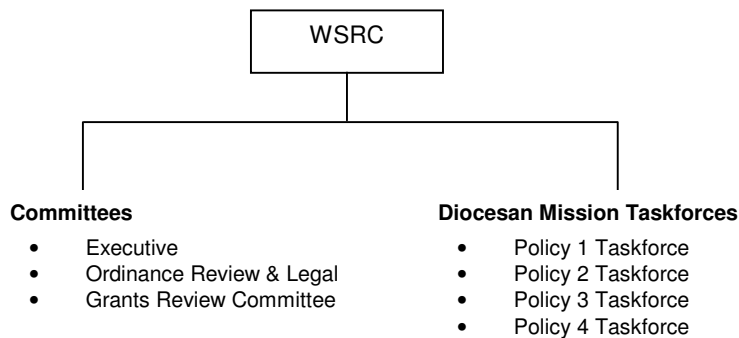 WSRC
Committees
• Executive
• Ordinance Review & Legal
• Grants Review Committee
Diocesan Mission Taskforces
• Policy 1 Taskforce
• Policy 2 Taskforce
• Policy 3 Taskforce
• Policy 4 Taskforce